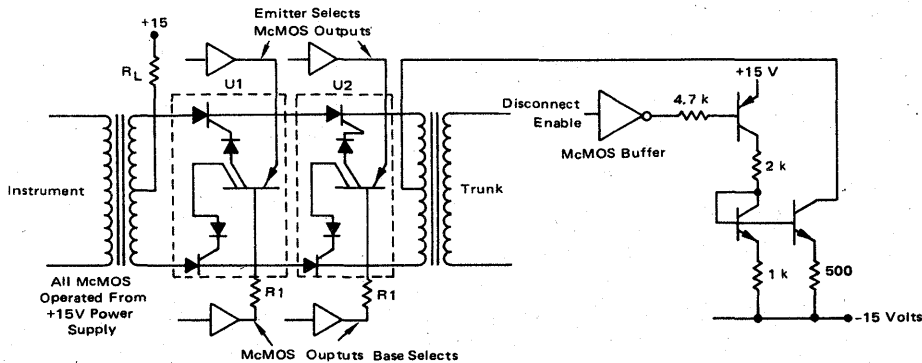 Emitter Selects
McMOS Outputs
+15
RL
U1
U2
+15 V
Disconnect
Enable
4.7 k
McMOS Buffer
2 k
Instrument
Trunk
1 k
500
All McMOS
Operated From
+15V Power
Supply
R1
R1
-15 Volts
McMOS Ouptuts Base Selects